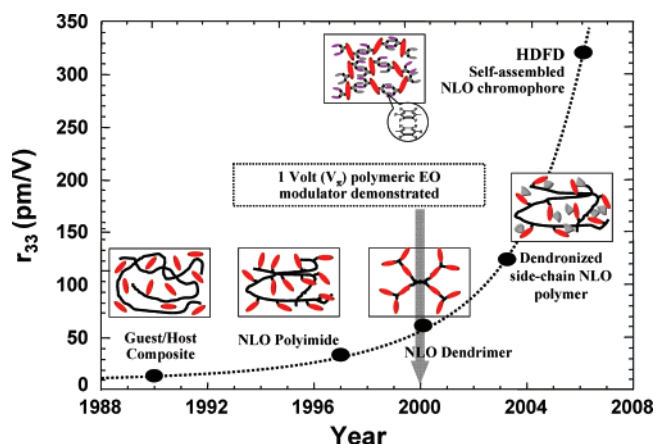 350
300
250
200
150
100
50
0
r33 (pm/V)
HDFD
Self-assembled
NLO chromophore
1 Volt (Vπ) polymeric EO
modulator demonstrated
Dendronized
side-chain NLO
polymer
Guest/Host
Composite
NLO Polyimide
NLO Dendrimer
1988
1992
1996
2000
2004
2008
Year